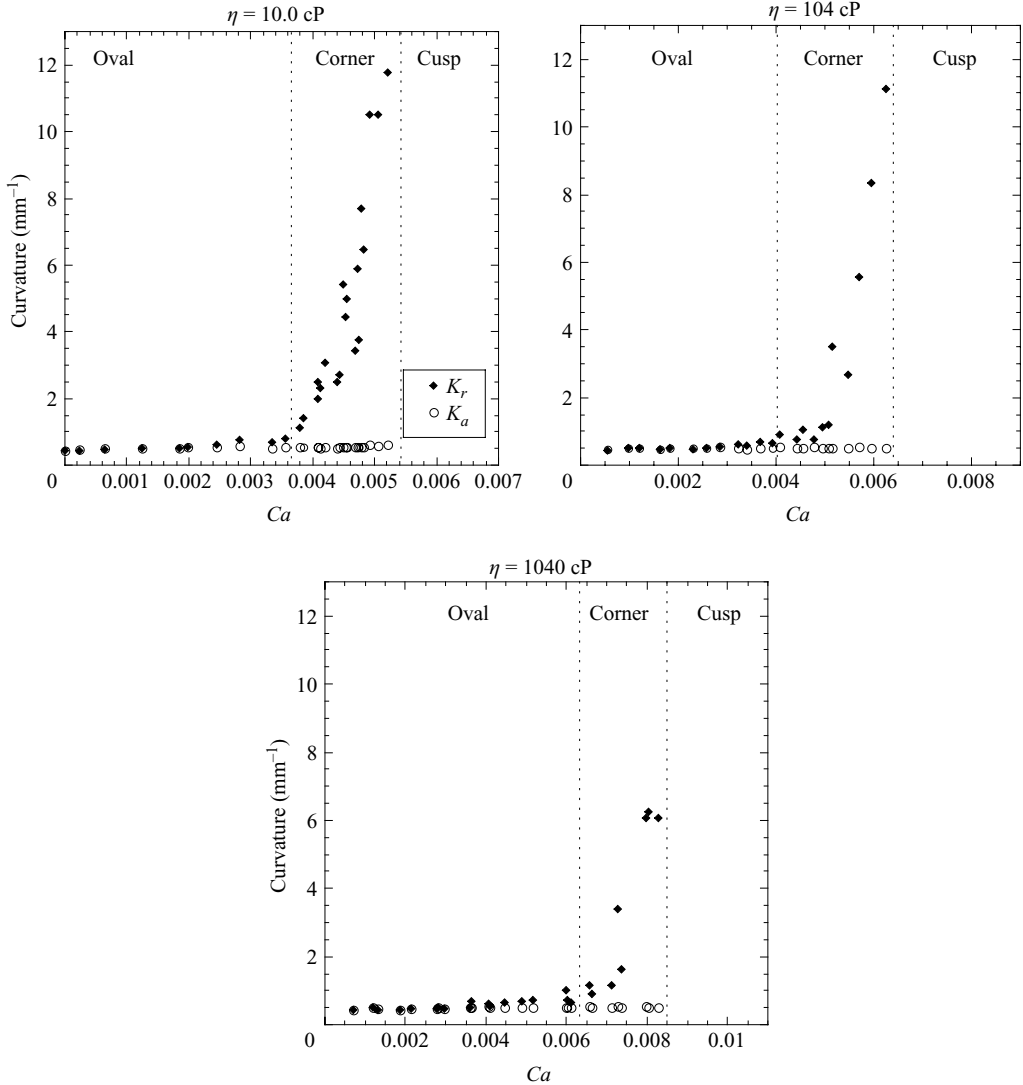 η = 10.0 cP
Oval Corner Cusp
12
10
8
6
4
2
Curvature (mm⁻¹)
K_r
K_a
0 0.001 0.002 0.003 0.004 0.005 0.006 0.007
Ca
η = 104 cP
Oval Corner Cusp
12
10
8
6
4
2
0 0.002 0.004 0.006 0.008
Ca
η = 1040 cP
Oval Corner Cusp
12
10
8
6
4
2
Curvature (mm⁻¹)
0 0.002 0.004 0.006 0.008 0.01
Ca